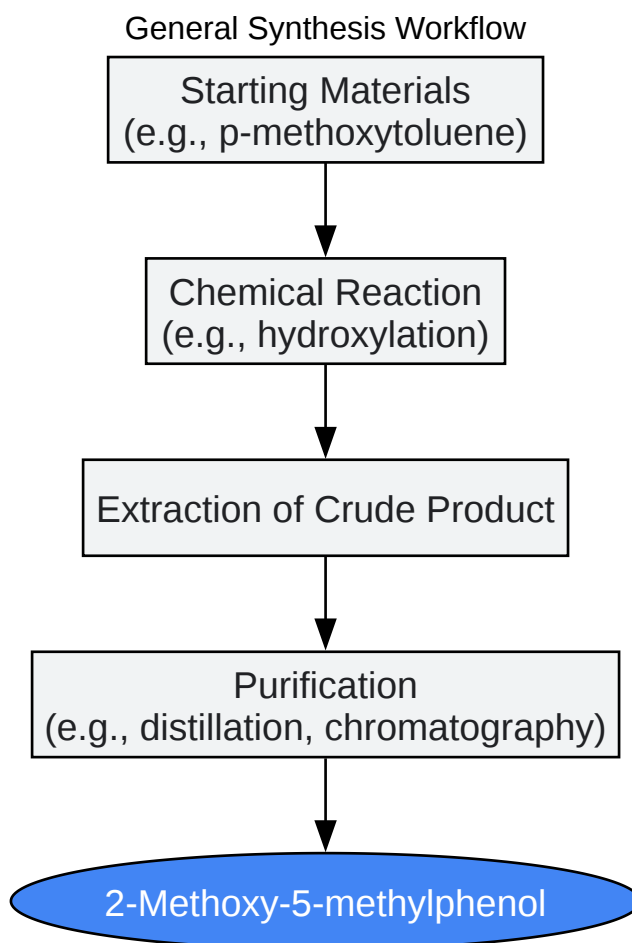 General Synthesis Workflow
Starting Materials
(e.g., p-methoxytoluene)
Chemical Reaction
(e.g., hydroxylation)
Extraction of Crude Product
Purification
(e.g., distillation, chromatography)
2-Methoxy-5-methylphenol